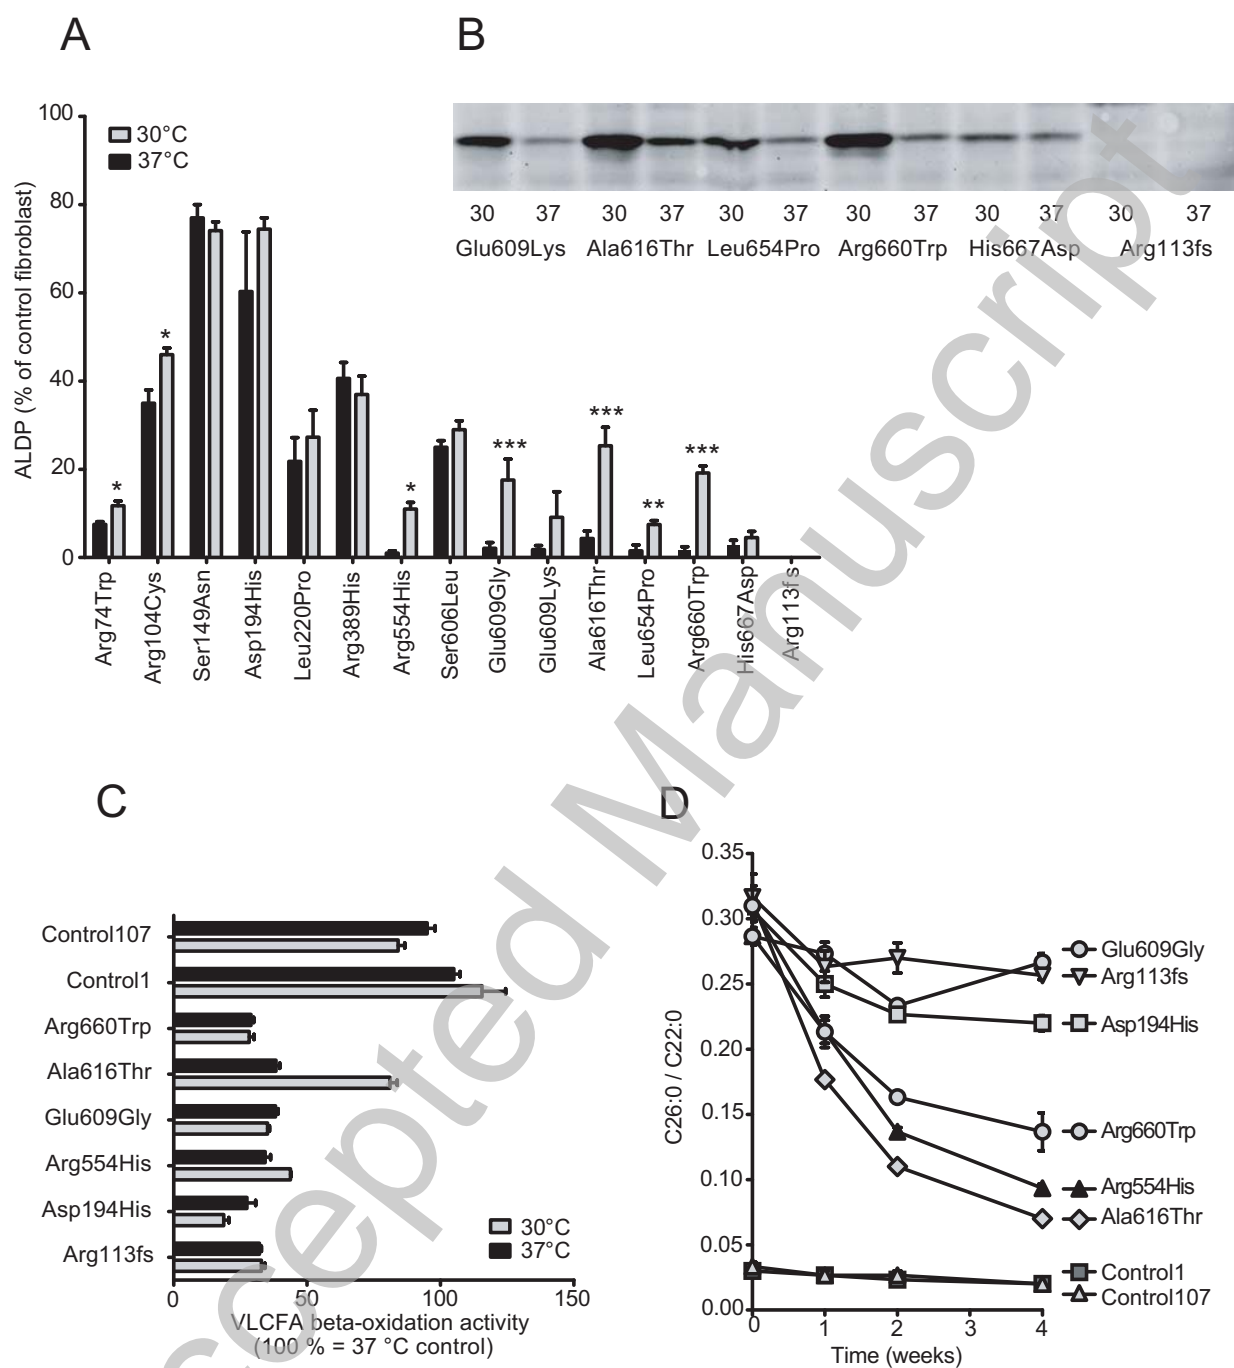 A
B
100
80
60
40
20
0
ALDP (% of control fibroblast)
30°C
37°C
*
*
*
***
***
**
***
Arg74Trp
Arg104Cys
Ser149Asn
Asp194His
Leu220Pro
Arg389His
Arg554His
Ser606Leu
Glu609Gly
Glu609Lys
Ala616Thr
Leu654Pro
Arg660Trp
His667Asp
Arg113fs
30 37 30 37 30 37 30 37 30 37 30 37
Glu609Lys Ala616Thr Leu654Pro Arg660Trp His667Asp Arg113fs
C
Control107
Control1
Arg660Trp
Ala616Thr
Glu609Gly
Arg554His
Asp194His
Arg113fs
30°C
37°C
0 50 100 150
VLCFA beta-oxidation activity
(100 % = 37 °C control)
D
0.35
0.30
0.25
0.20
0.15
0.10
0.05
0.00
C26:0 / C22:0
Glu609Gly
Arg113fs
Asp194His
Arg660Trp
Arg554His
Ala616Thr
Control1
Control107
0 1 2 3 4
Time (weeks)
cepted Manuscript